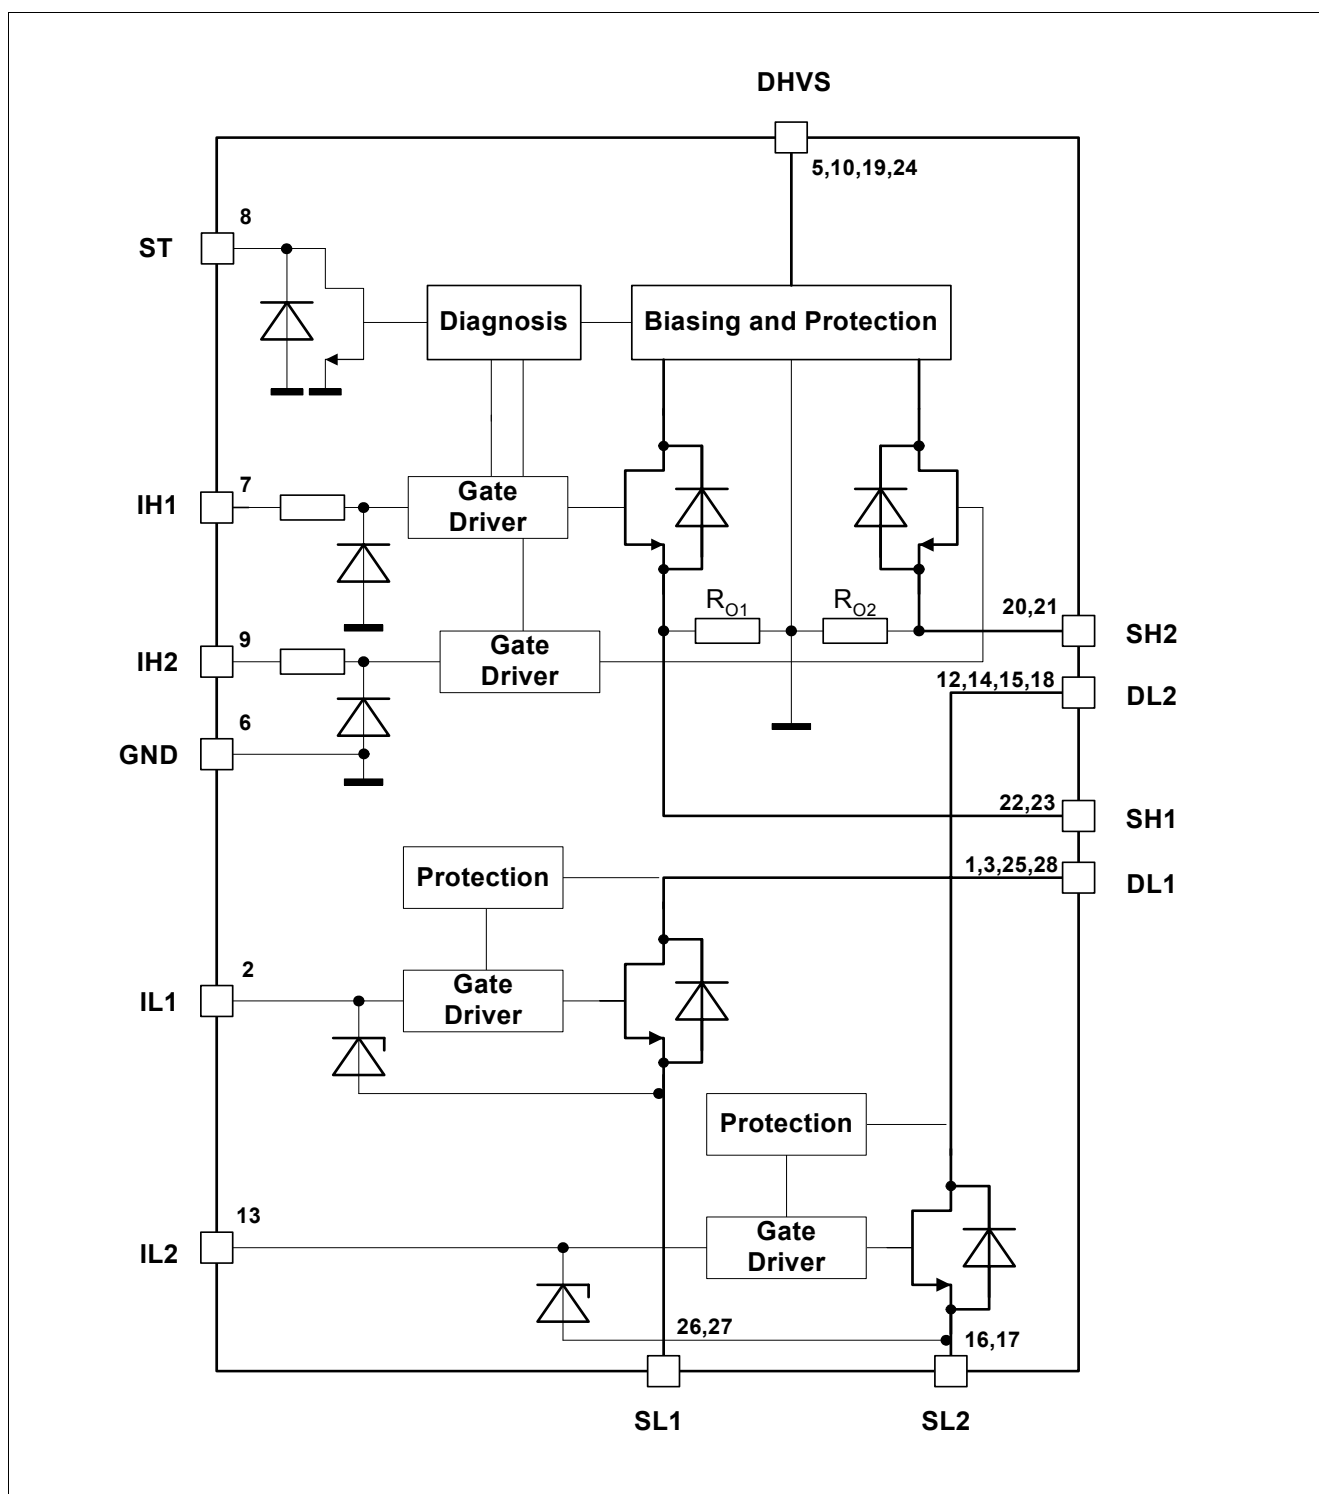 DHVS
5,10,19,24
8
ST
Diagnosis
Biasing and Protection
7
IH1
Gate
Driver
RO1
RO2
20,21
SH2
9
IH2
Gate
Driver
12,14,15,18
DL2
6
GND
22,23
SH1
Protection
1,3,25,28
DL1
2
IL1
Gate
Driver
Protection
13
IL2
Gate
Driver
26,27
16,17
SL1
SL2